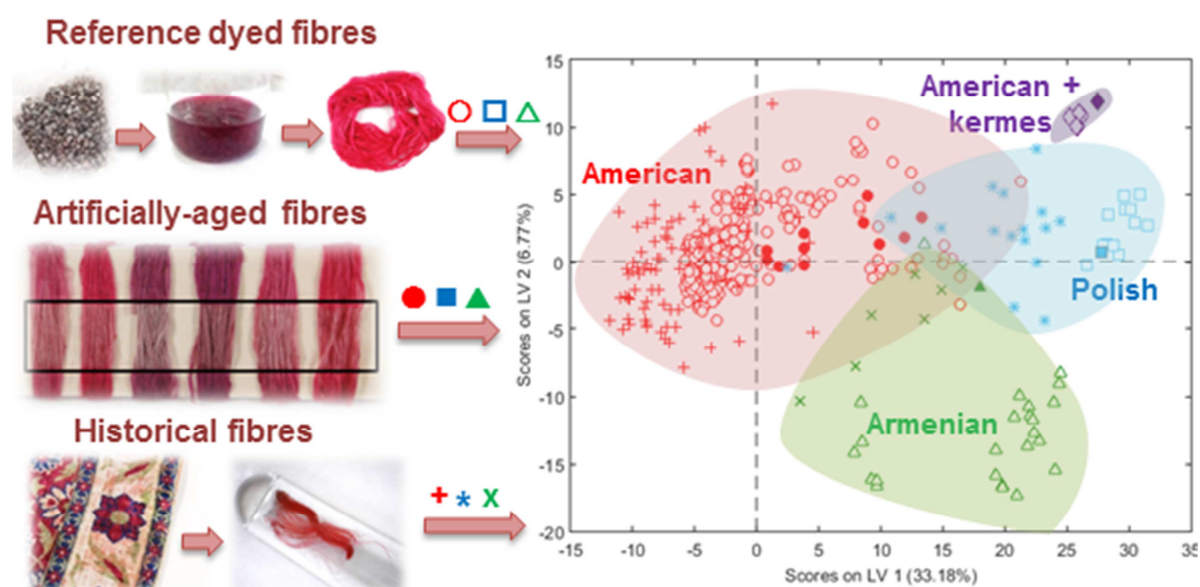 Reference dyed fibres
Artificially-aged fibres
Historical fibres
15
10
5
0
-5
-10
-15
-20
Scores on LV 2 (6.77%)
American
American +
kermes
Polish
Armenian
-15 -10 -5 0 5 10 15 20 25 30 35
Scores on LV 1 (33.18%)